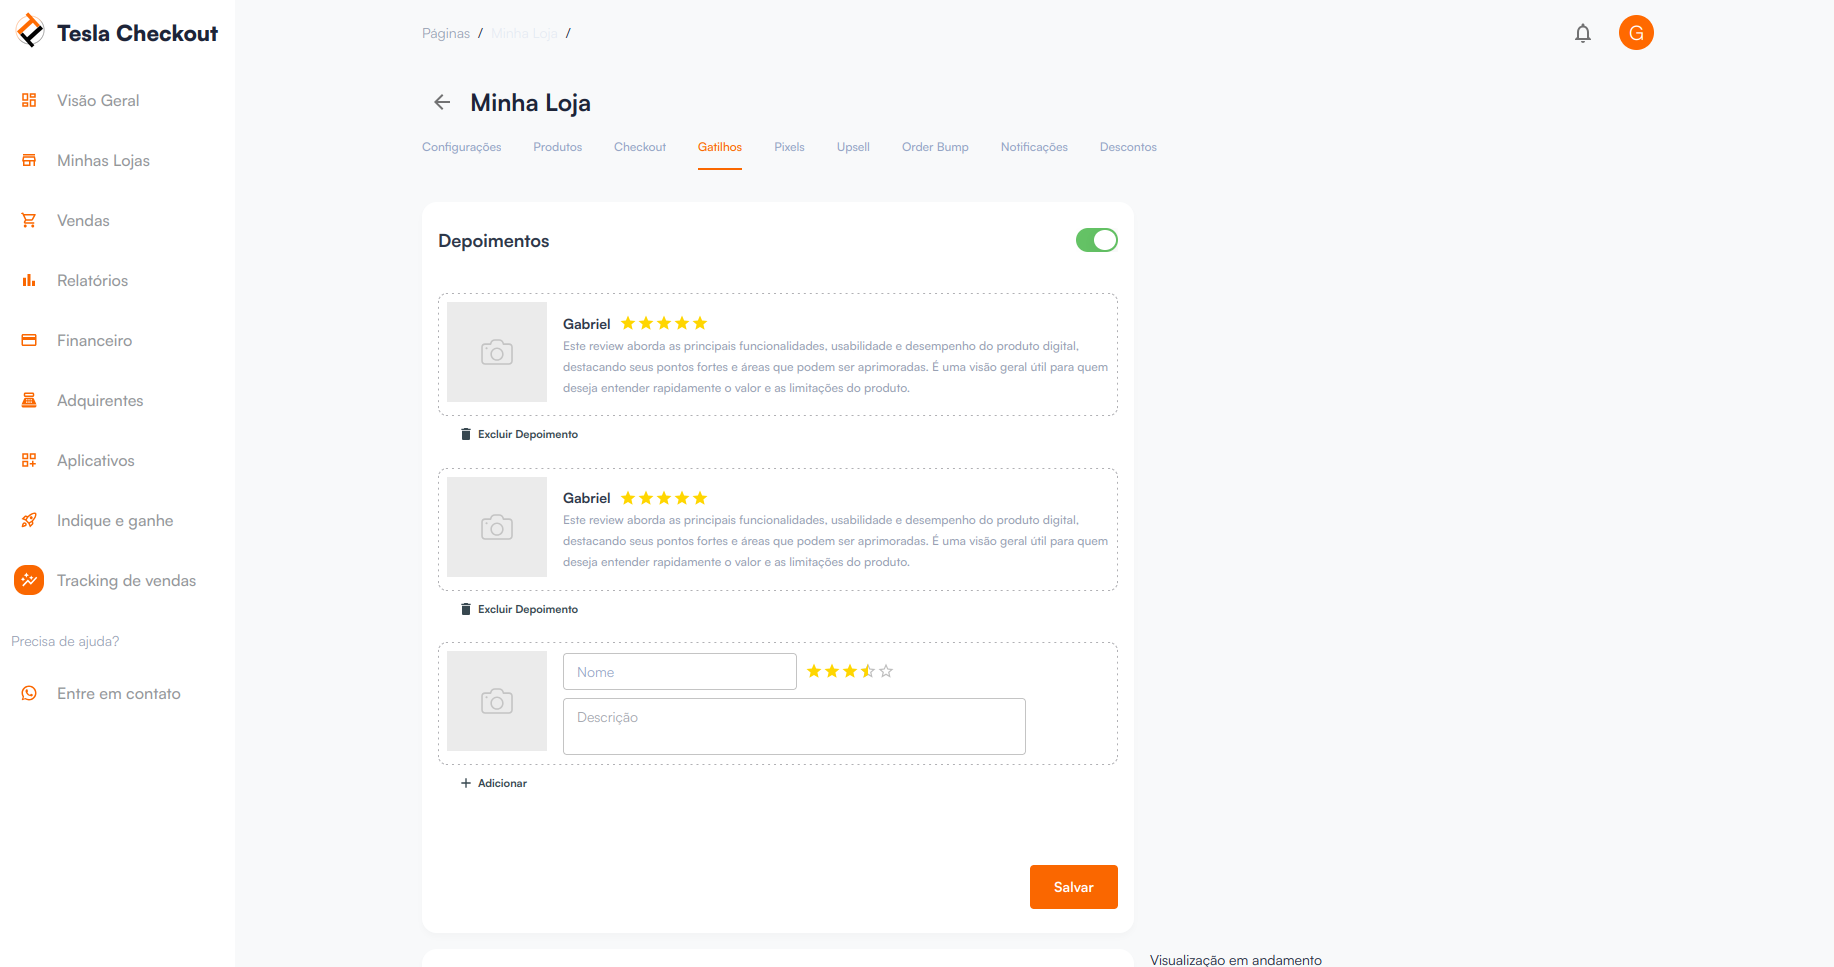 Tesla Checkout
Visão Geral
Minhas Lojas
Vendas
Relatórios
Financeiro
Adquirentes
Aplicativos
Indique e ganhe
Tracking de vendas
Precisa de ajuda?
Entre em contato
Páginas / Minha Loja /
G
Minha Loja
Configurações Produtos Checkout Gatilhos Pixels Upsell Order Bump Notificações Descontos
Depoimentos
Gabriel
Este review aborda as principais funcionalidades, usabilidade e desempenho do produto digital,
destacando seus pontos fortes e áreas que podem ser aprimoradas. É uma visão geral útil para quem
deseja entender rapidamente o valor e as limitações do produto.
Excluir Depoimento
Gabriel
Este review aborda as principais funcionalidades, usabilidade e desempenho do produto digital,
destacando seus pontos fortes e áreas que podem ser aprimoradas. É uma visão geral útil para quem
deseja entender rapidamente o valor e as limitações do produto.
Excluir Depoimento
Nome
Descrição
Adicionar
Salvar
Visualização em andamento